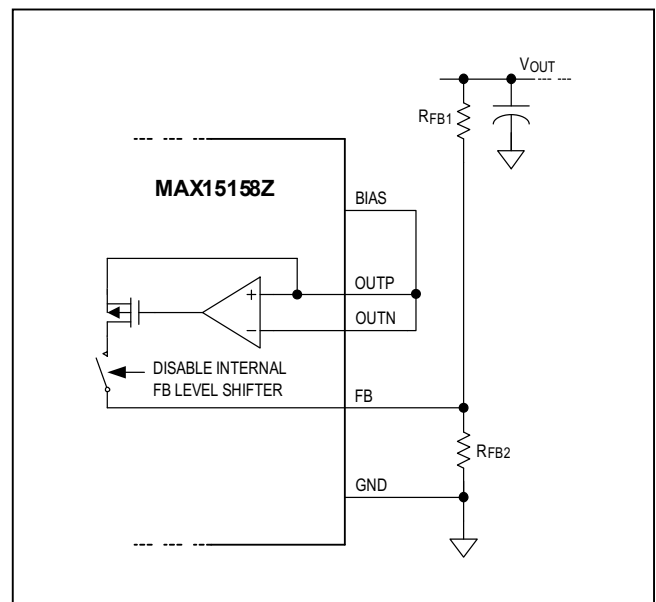 VOUT
RFB1
MAX15158Z
BIAS
OUTP
+
OUTN
−
DISABLE INTERNAL
FB LEVEL SHIFTER
FB
RFB2
GND